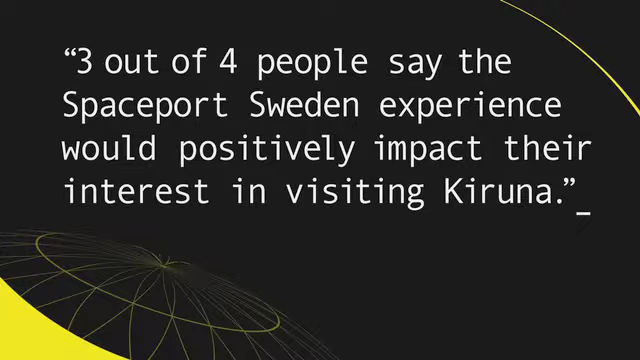 “3 out of 4 people say the
Spaceport Sweden experience
would positively impact their
interest in visiting Kiruna.”_